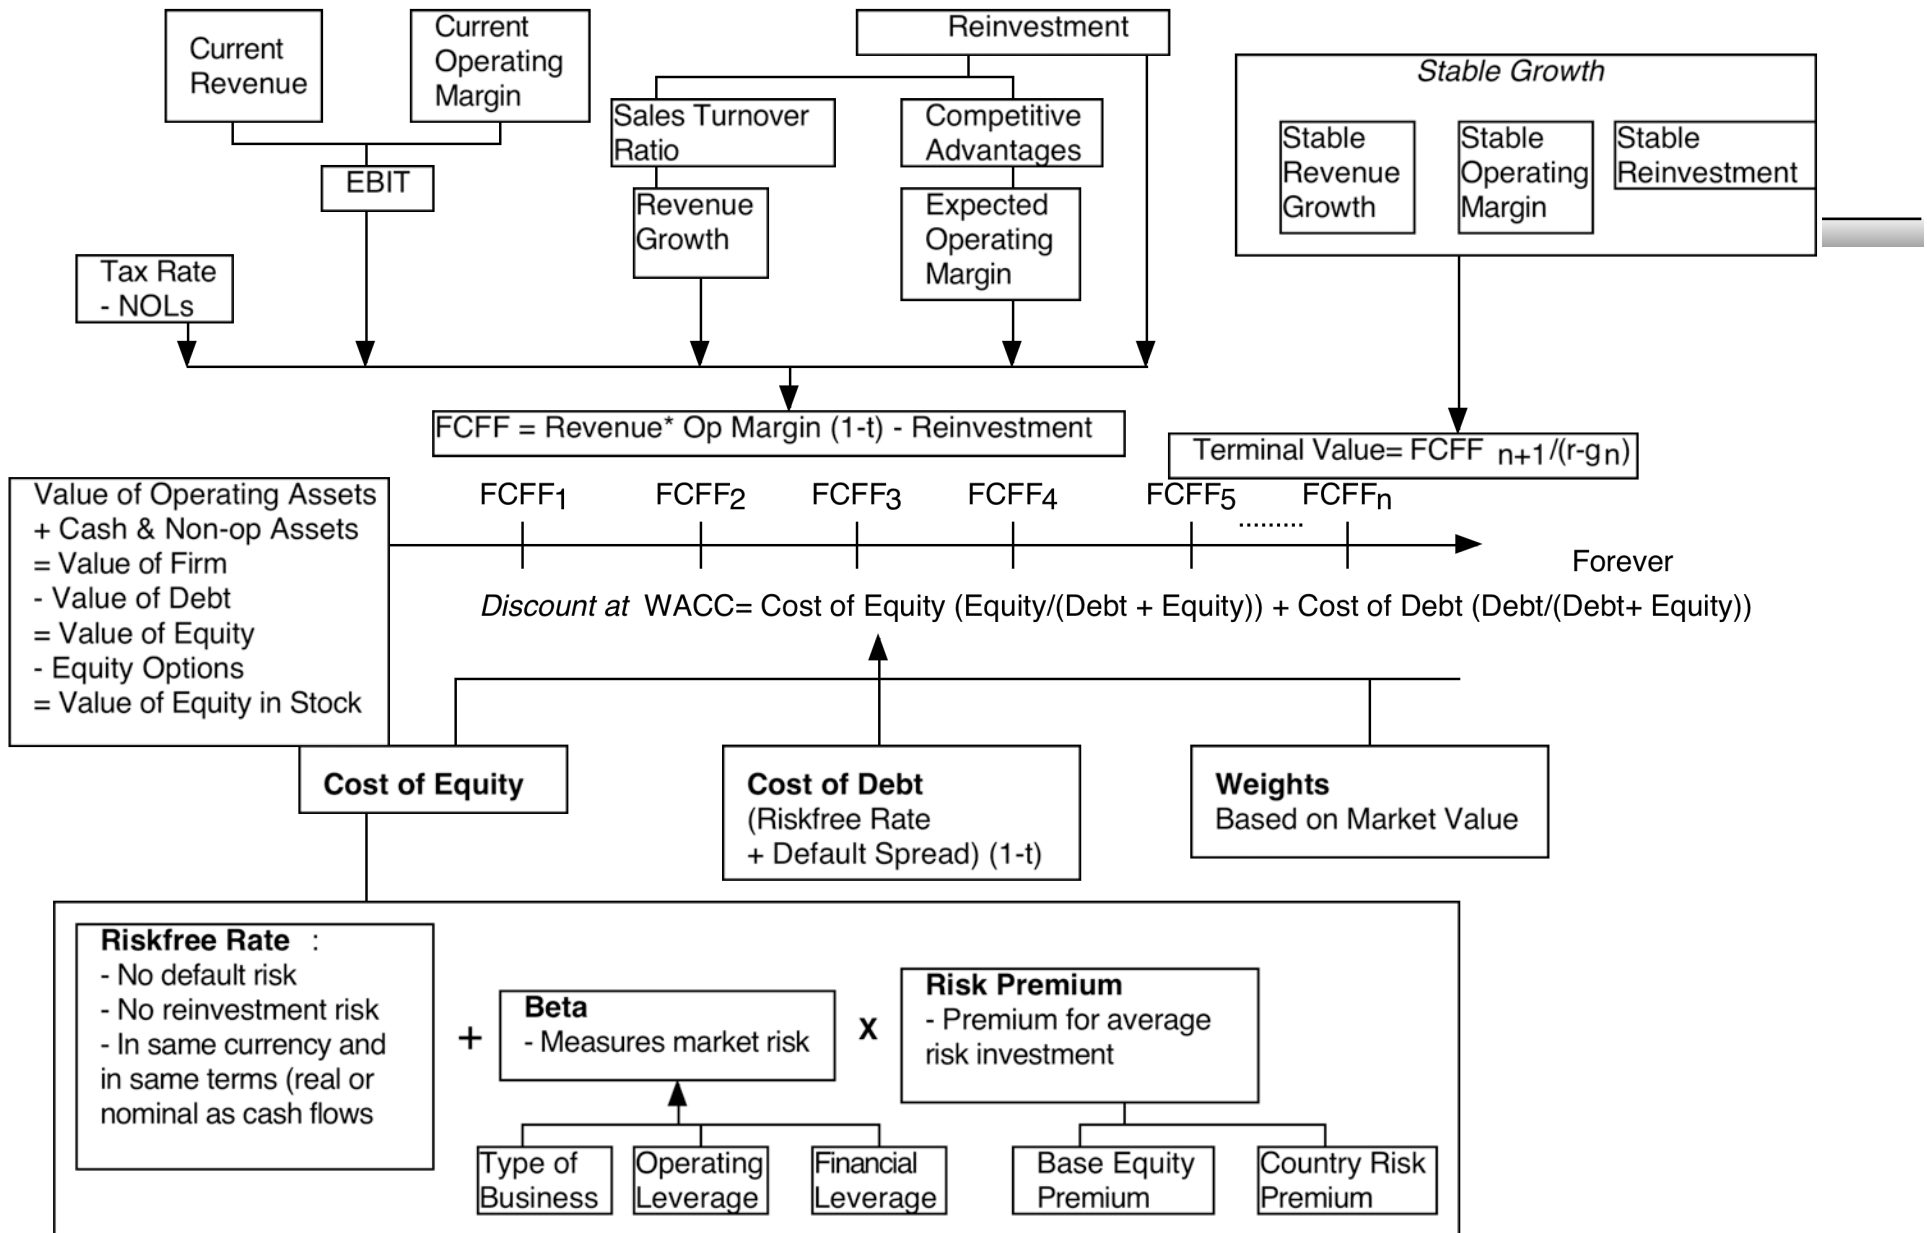 Current
Revenue
Current
Operating
Margin
Reinvestment
Stable Growth
Sales Turnover
Ratio
Competitive
Advantages
Stable
Revenue
Growth
Stable
Operating
Margin
Stable
Reinvestment
EBIT
Revenue
Growth
Expected
Operating
Margin
Tax Rate
- NOLs
FCFF = Revenue* Op Margin (1-t) - Reinvestment
Terminal Value= FCFF n+1/(r-gn)
Value of Operating Assets
+ Cash & Non-op Assets
= Value of Firm
- Value of Debt
= Value of Equity
- Equity Options
= Value of Equity in Stock
FCFF1 FCFF2 FCFF3 FCFF4 FCFF5 ......... FCFFn
Forever
Discount at WACC= Cost of Equity (Equity/(Debt + Equity)) + Cost of Debt (Debt/(Debt+ Equity))
Cost of Equity
Cost of Debt
(Riskfree Rate
+ Default Spread) (1-t)
Weights
Based on Market Value
Riskfree Rate :
- No default risk
- No reinvestment risk
- In same currency and
in same terms (real or
nominal as cash flows
+
Beta
- Measures market risk
X
Risk Premium
- Premium for average
risk investment
Type of
Business
Operating
Leverage
Financial
Leverage
Base Equity
Premium
Country Risk
Premium